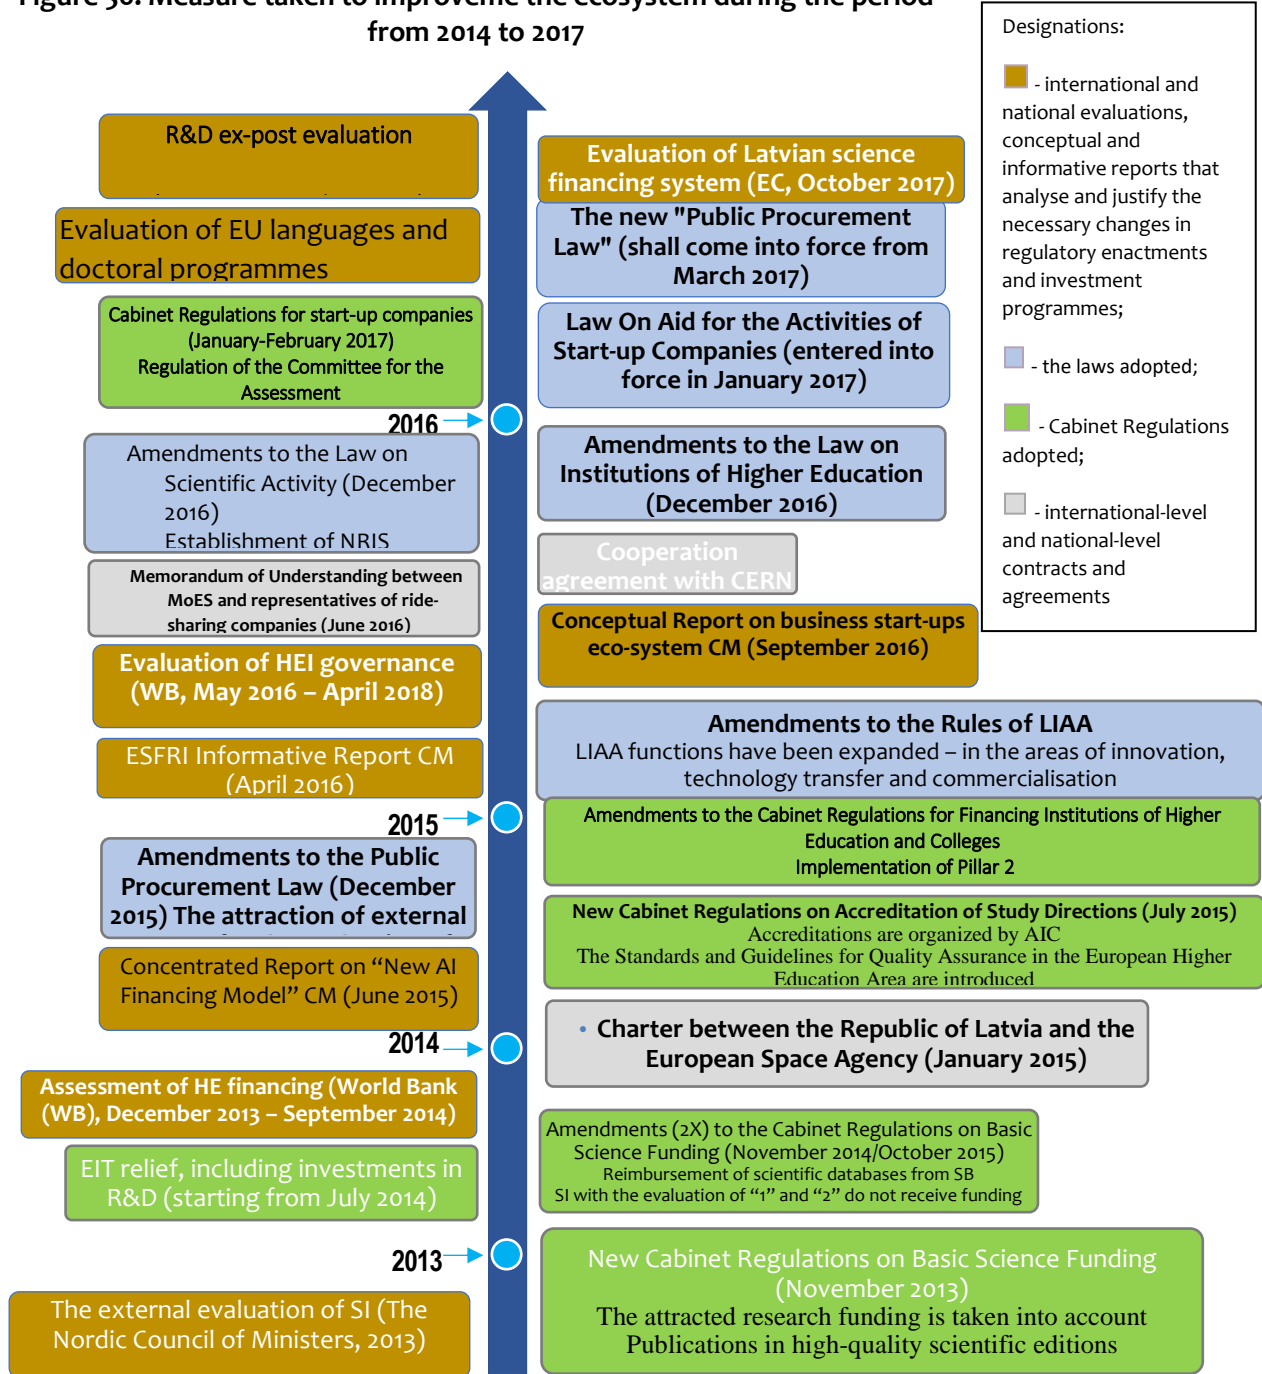 Figure 50. Measure taken to improveme the ecosystem during the period
from 2014 to 2017
Designations:
- international and
national evaluations,
conceptual and
informative reports that
analyse and justify the
necessary changes in
regulatory enactments
and investment
programmes;
- the laws adopted;
- Cabinet Regulations
adopted;
- international-level
and national-level
contracts and
agreements
R&D ex-post evaluation
Evaluation of Latvian science
financing system (EC, October 2017)
Evaluation of EU languages and
doctoral programmes
The new "Public Procurement
Law" (shall come into force from
March 2017)
Cabinet Regulations for start-up companies
(January-February 2017)
Regulation of the Committee for the
Assessment
Law On Aid for the Activities of
Start-up Companies (entered into
force in January 2017)
2016
Amendments to the Law on
Scientific Activity (December
2016)
Establishment of NRIS
Amendments to the Law on
Institutions of Higher Education
(December 2016)
Cooperation
agreement with CERN
Memorandum of Understanding between
MoES and representatives of ride-
sharing companies (June 2016)
Conceptual Report on business start-ups
eco-system CM (September 2016)
Evaluation of HEI governance
(WB, May 2016 – April 2018)
Amendments to the Rules of LIAA
LIAA functions have been expanded – in the areas of innovation,
technology transfer and commercialisation
ESFRI Informative Report CM
(April 2016)
2015
Amendments to the Cabinet Regulations for Financing Institutions of Higher
Education and Colleges
Implementation of Pillar 2
Amendments to the Public
Procurement Law (December
2015) The attraction of external
New Cabinet Regulations on Accreditation of Study Directions (July 2015)
Accreditations are organized by AIC
The Standards and Guidelines for Quality Assurance in the European Higher
Education Area are introduced
Concentrated Report on “New AI
Financing Model” CM (June 2015)
• Charter between the Republic of Latvia and the
European Space Agency (January 2015)
2014
Assessment of HE financing (World Bank
(WB), December 2013 – September 2014)
Amendments (2X) to the Cabinet Regulations on Basic
Science Funding (November 2014/October 2015)
Reimbursement of scientific databases from SB
SI with the evaluation of “1” and “2” do not receive funding
EIT relief, including investments in
R&D (starting from July 2014)
2013
New Cabinet Regulations on Basic Science Funding
(November 2013)
The attracted research funding is taken into account
Publications in high-quality scientific editions
The external evaluation of SI (The
Nordic Council of Ministers, 2013)